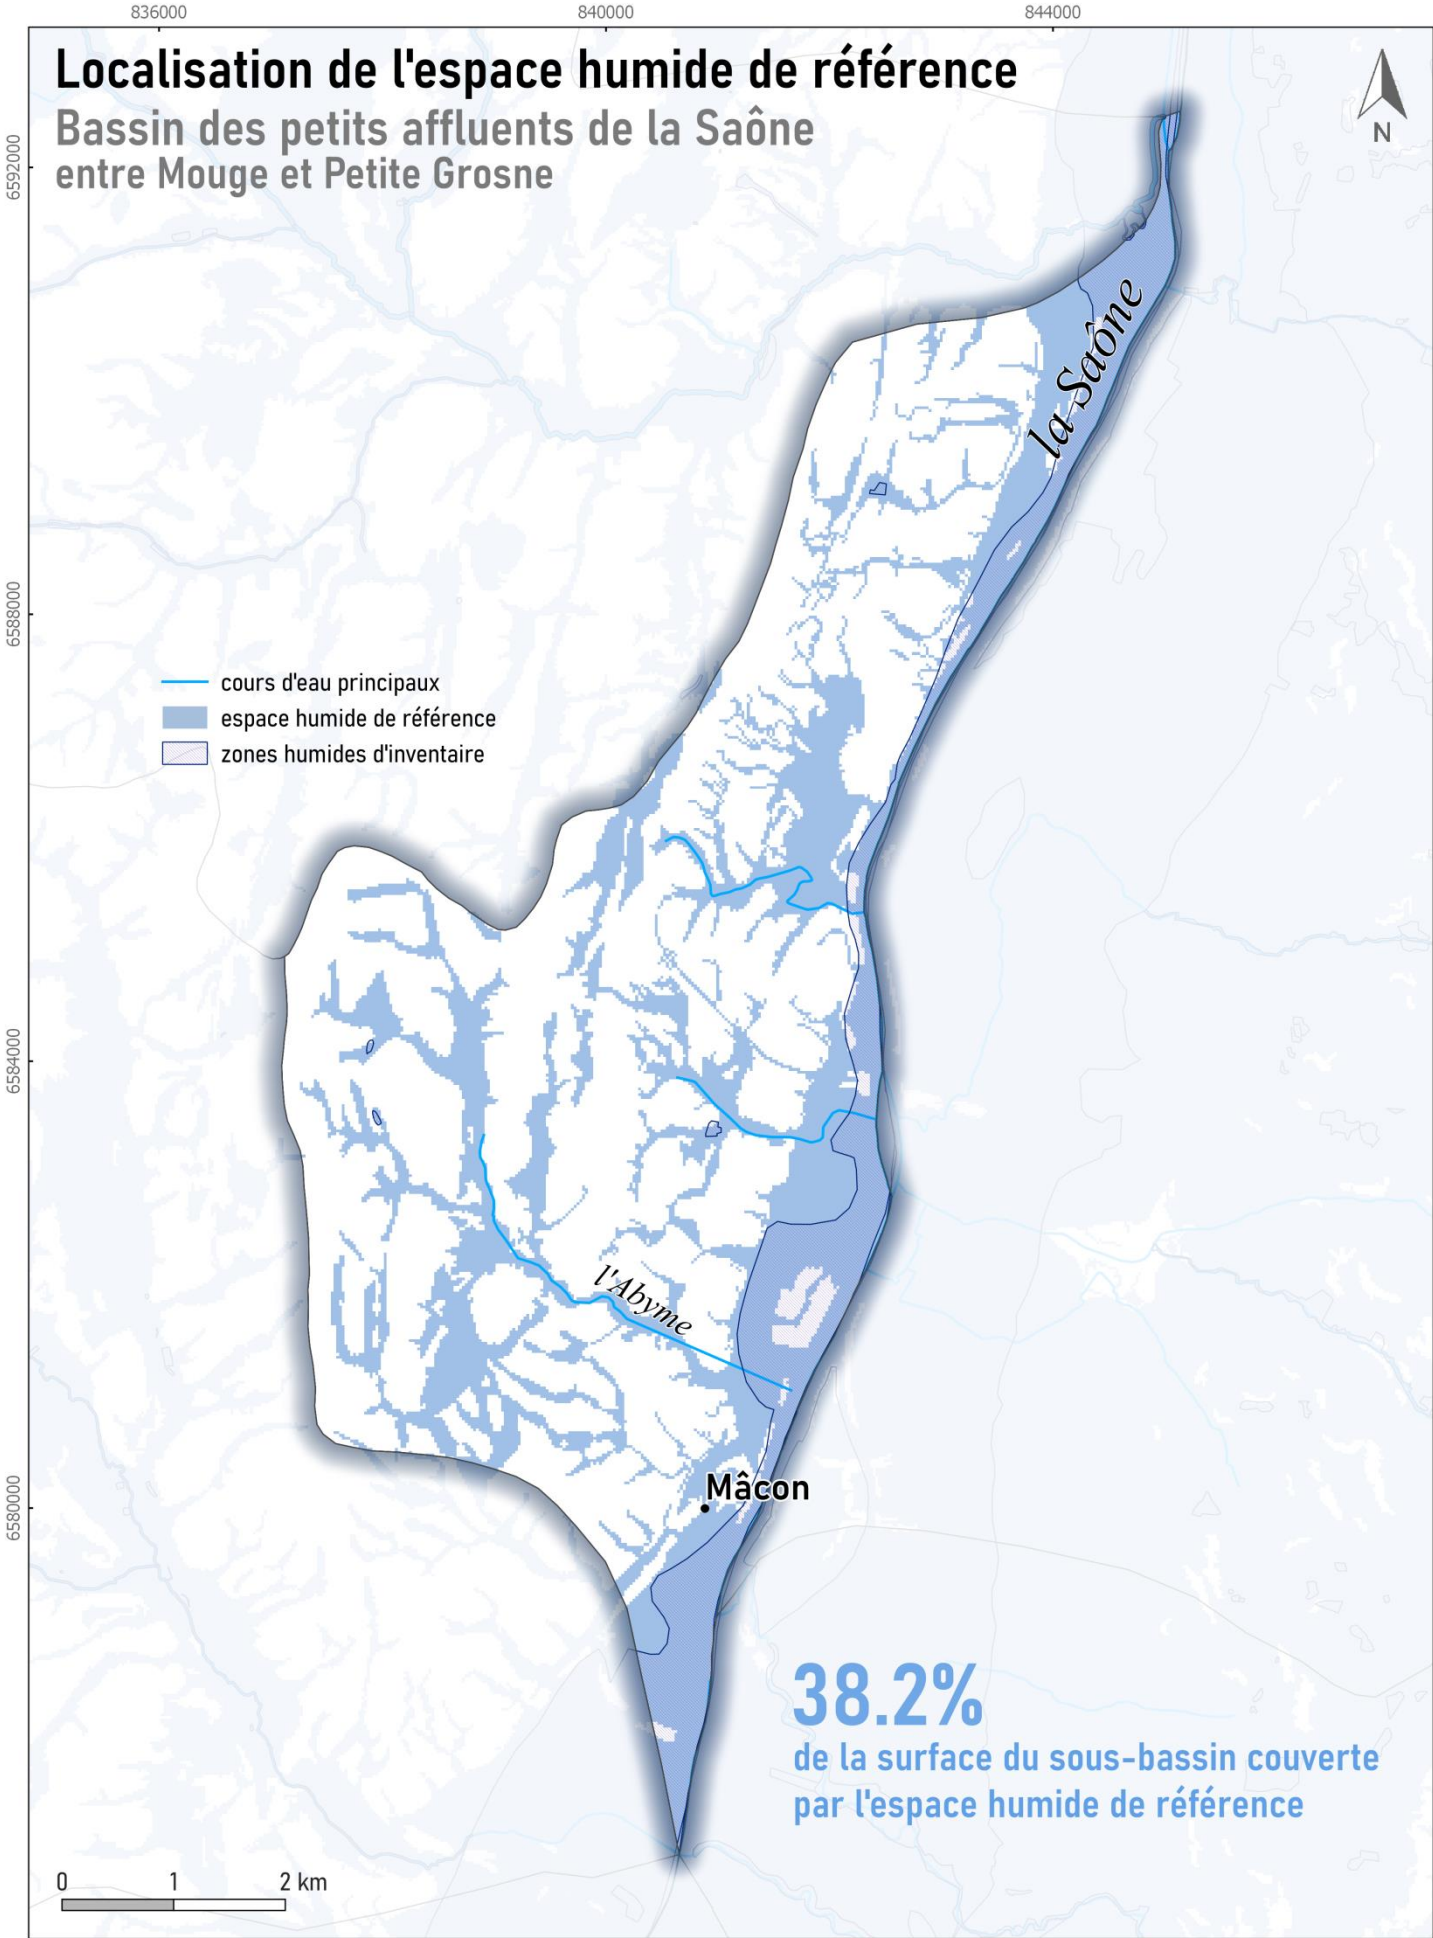 836000
840000
844000
Localisation de l'espace humide de référence
Bassin des petits affluents de la Saône
entre Mouge et Petite Grosne
N
6592000
la Saône
6588000
cours d'eau principaux
espace humide de référence
zones humides d'inventaire
6584000
l'Abyme
Mâcon
6580000
38.2%
de la surface du sous-bassin couverte
par l'espace humide de référence
0 1 2 km